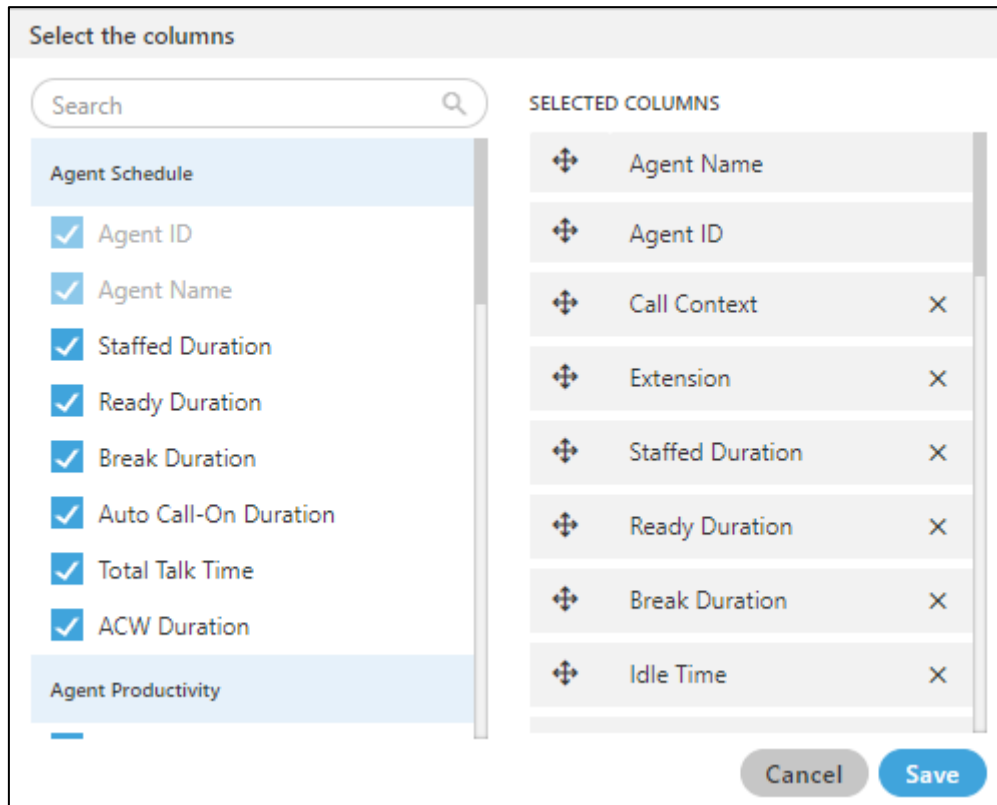 Select the columns
Search
Agent Schedule
Agent ID
Agent Name
Staffed Duration
Ready Duration
Break Duration
Auto Call-On Duration
Total Talk Time
ACW Duration
Agent Productivity
SELECTED COLUMNS
Agent Name
Agent ID
Call Context
Extension
Staffed Duration
Ready Duration
Break Duration
Idle Time
Cancel
Save